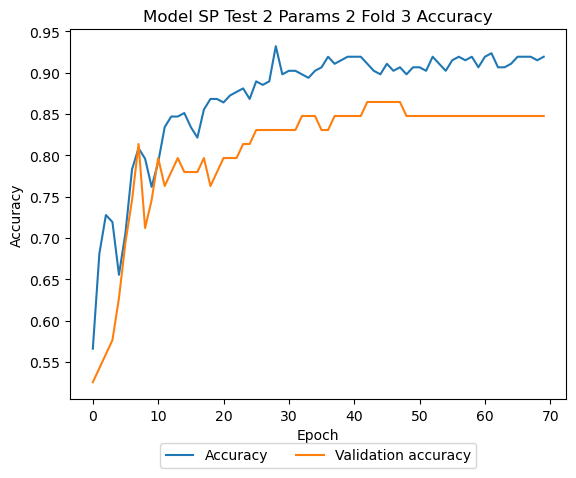 Model SP Test 2 Params 2 Fold 3 Accuracy
0.95
0.90
0.85
0.80
0.75
0.70
0.65
0.60
0.55
Accuracy
0 10 20 30 40 50 60 70
Epoch
Accuracy Validation accuracy